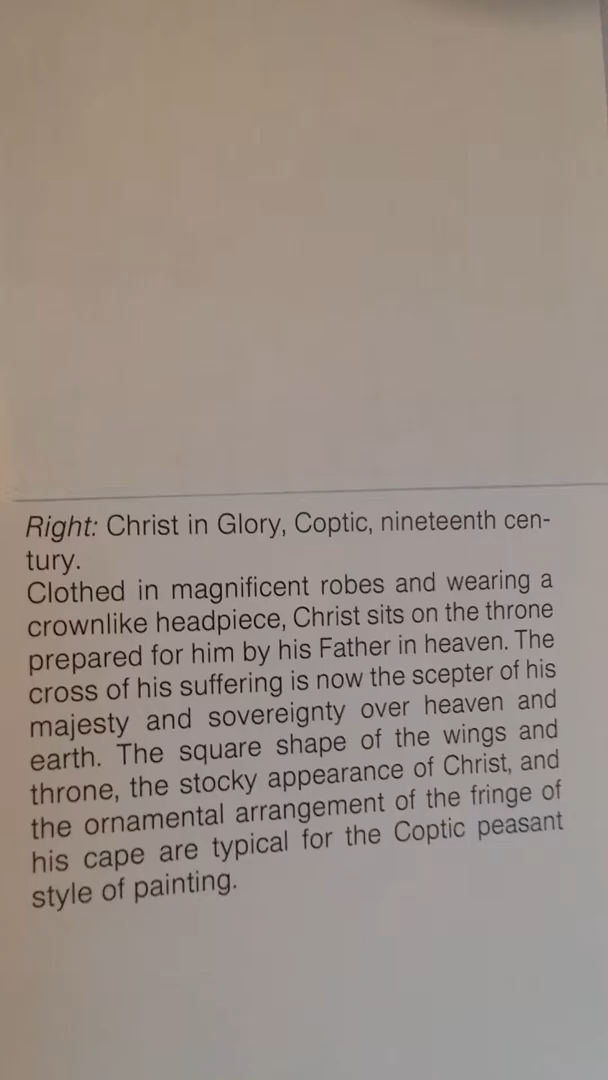 Right: Christ in Glory, Coptic, nineteenth cen-
tury.
Clothed in magnificent robes and wearing a
crownlike headpiece, Christ sits on the throne
prepared for him by his Father in heaven. The
cross of his suffering is now the scepter of his
majesty and sovereignty over heaven and
earth. The square shape of the wings and
throne, the stocky appearance of Christ, and
the ornamental arrangement of the fringe of
his cape are typical for the Coptic peasant
style of painting.